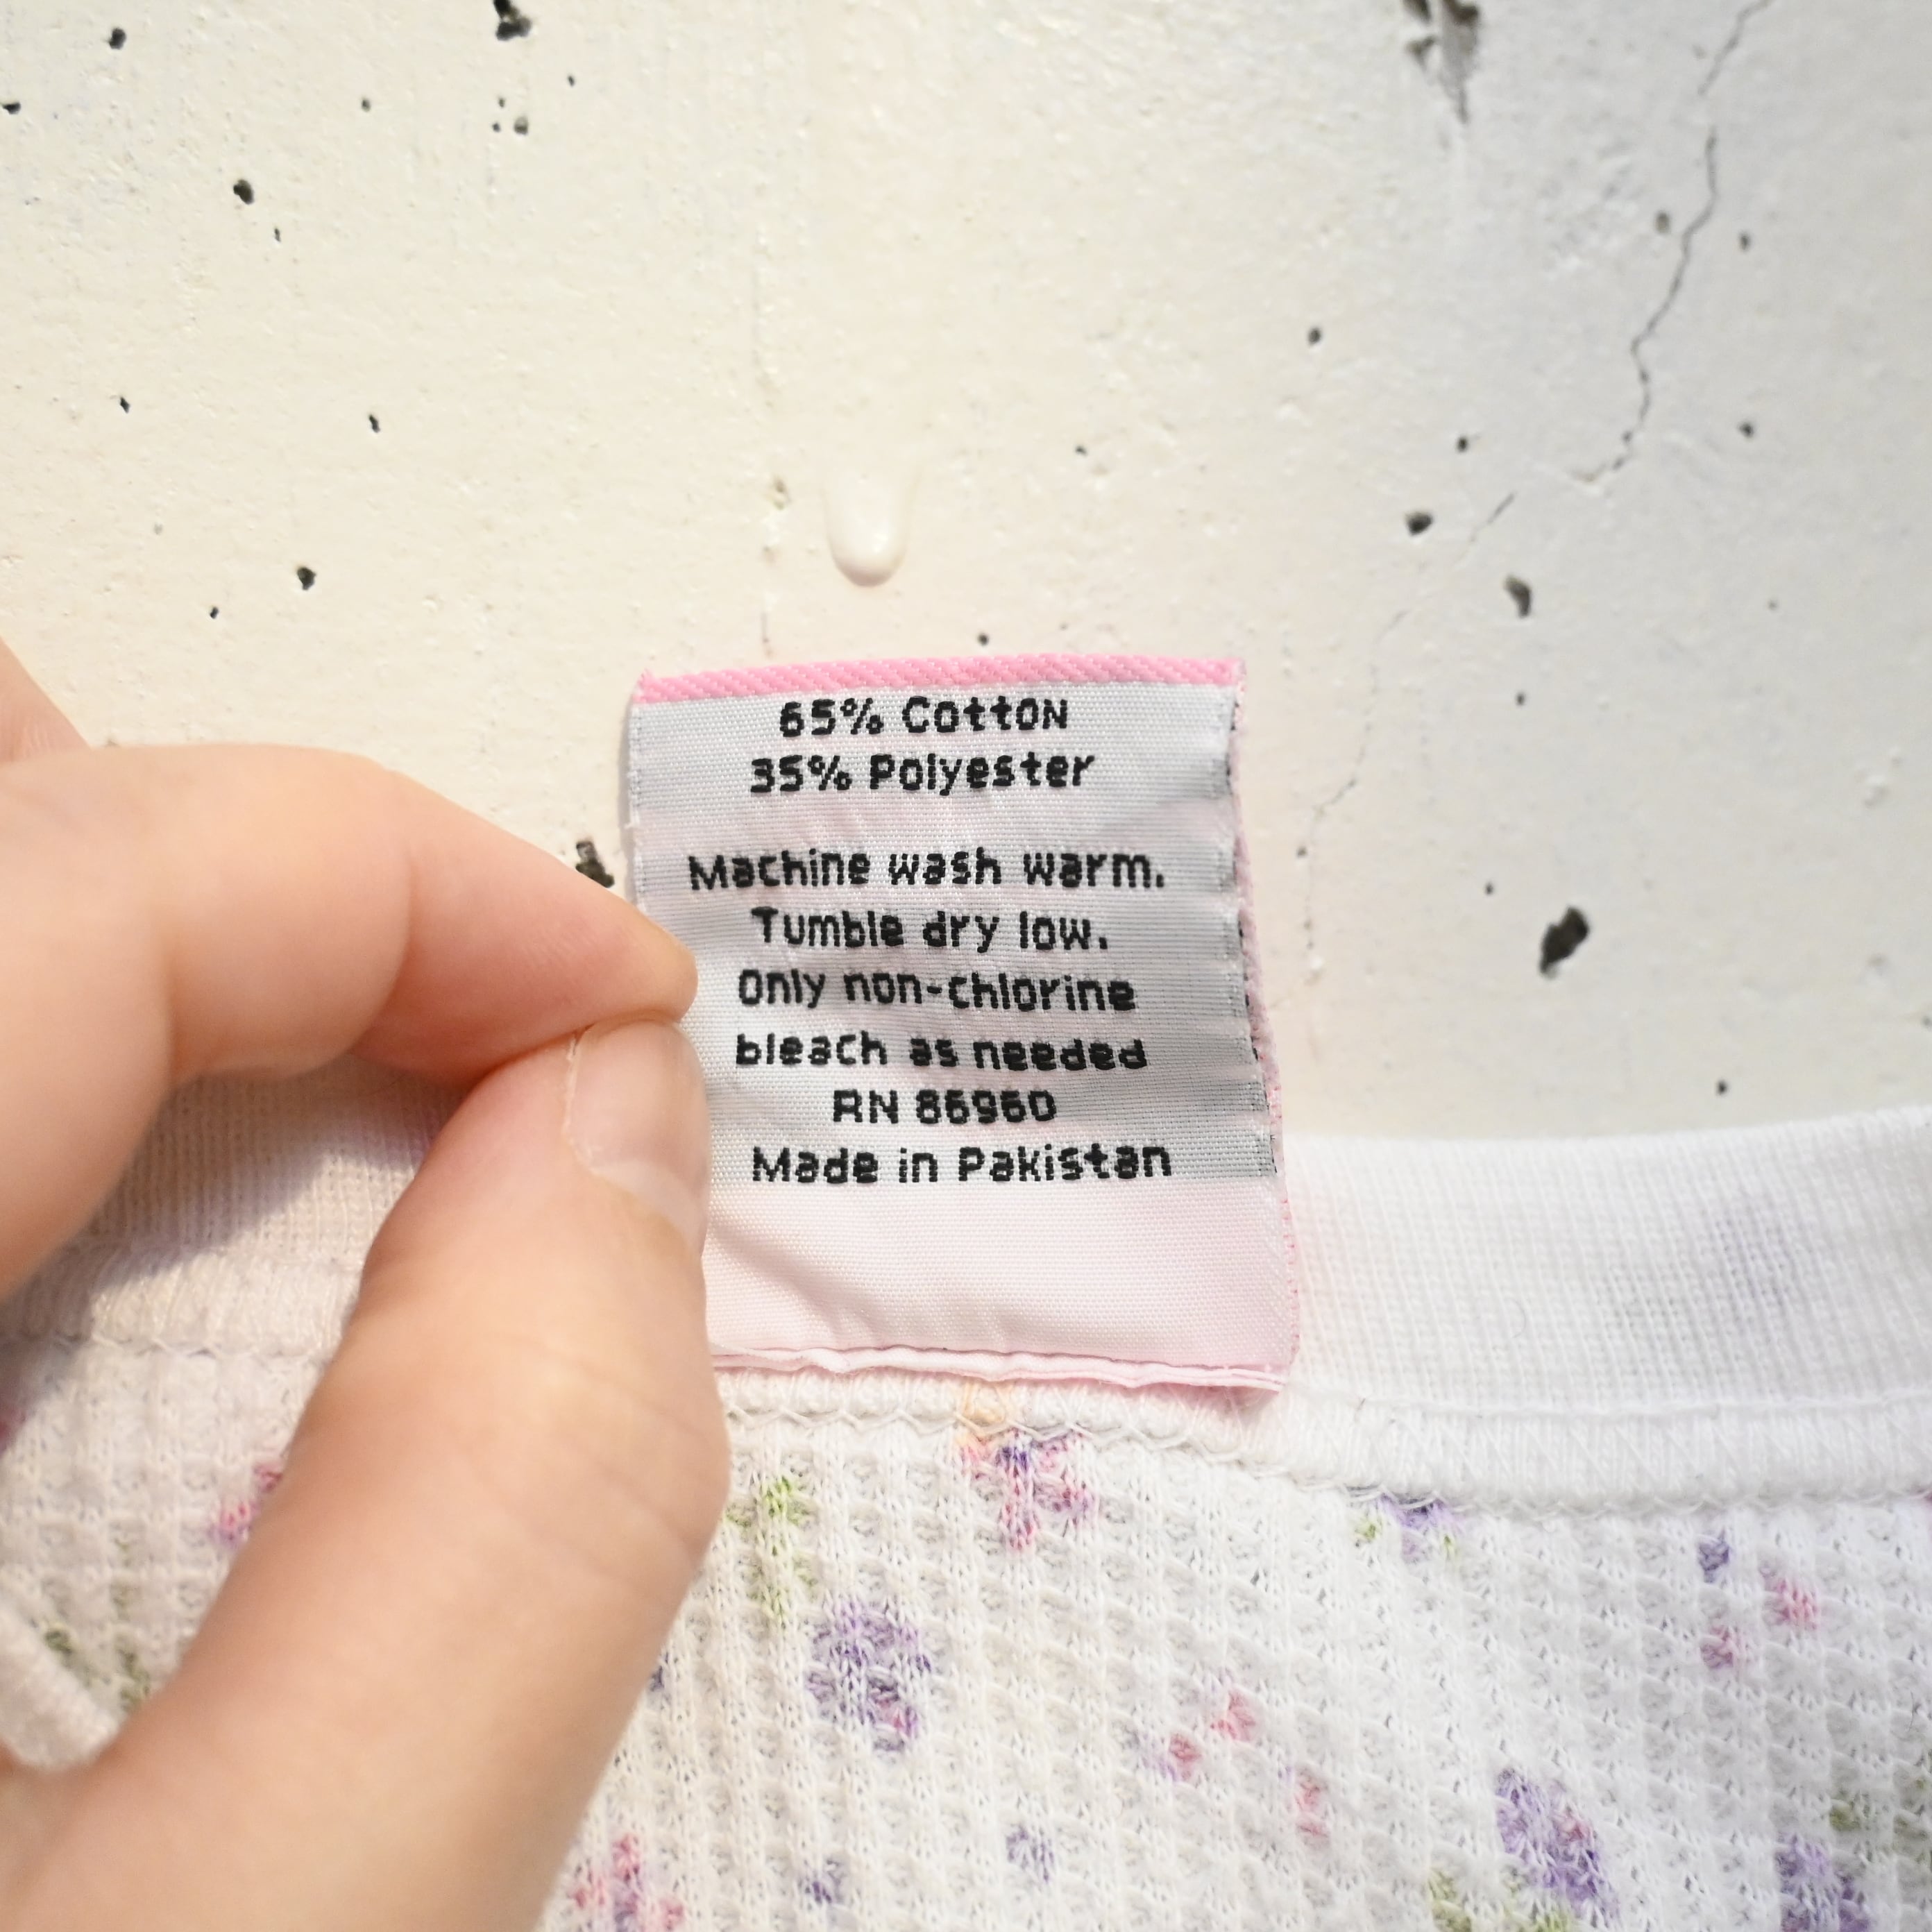 65% Cotton
35% Polyester
Machine wash warm.
Tumble dry low.
Only non-chlorine
bleach as needed
RN 86960
Made in Pakistan